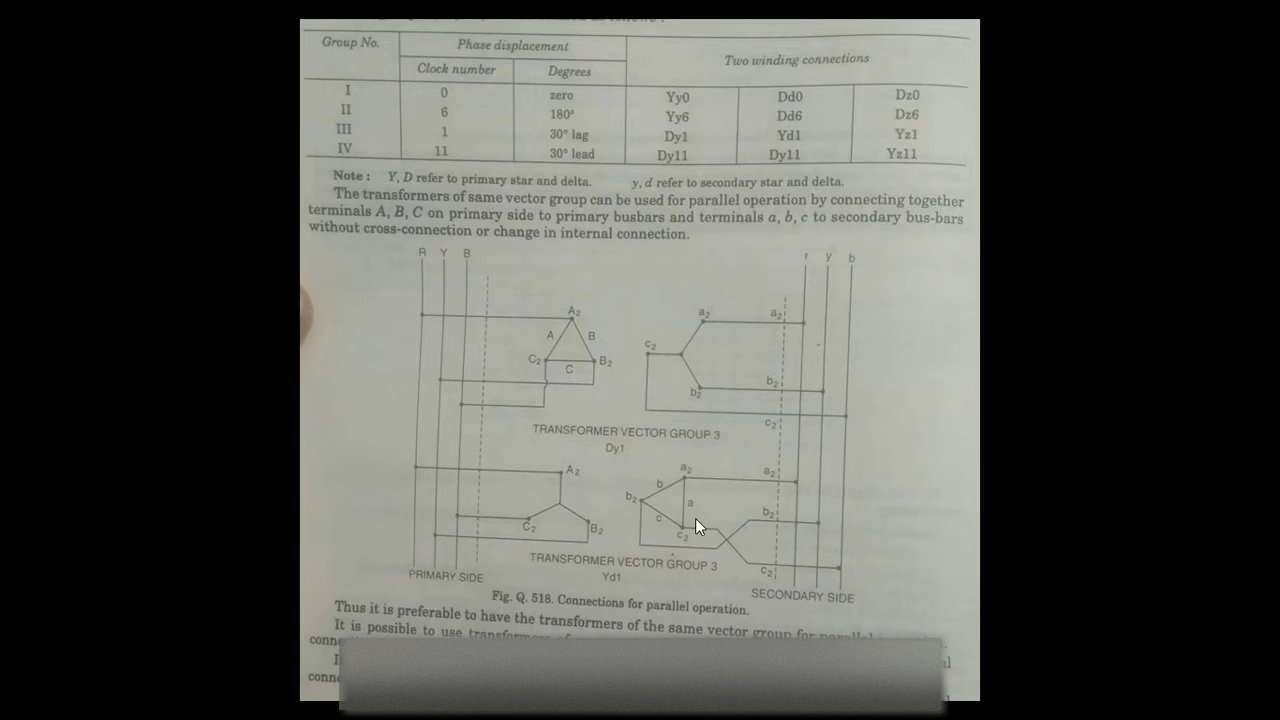 Group No. Phase displacement Two winding connections
Clock number Degrees
I 0 zero Yy0 Dd0 Dz0
II 6 180° Yy6 Dd6 Dz6
III 1 30° lag Dy1 Yd1 Yz1
IV 11 30° lead Dy11 Dy11 Yz11
Note : Y, D refer to primary star and delta. y, d refer to secondary star and delta.
The transformers of same vector group can be used for parallel operation by connecting together
terminals A, B, C on primary side to primary busbars and terminals a, b, c to secondary bus-bars
without cross-connection or change in internal connection.
R Y B r y b
A2 a2 a2
A B c2
C2 B2
C b2 b2
c2
TRANSFORMER VECTOR GROUP 3
Dy1
A2 a2 a2
b2 b a
C2 B2 c c2 b2
TRANSFORMER VECTOR GROUP 3
Yd1 c2
PRIMARY SIDE SECONDARY SIDE
Fig. Q. 518. Connections for parallel operation.
Thus it is preferable to have the transformers of the same vector group for parallel
It is possible to use transformers of